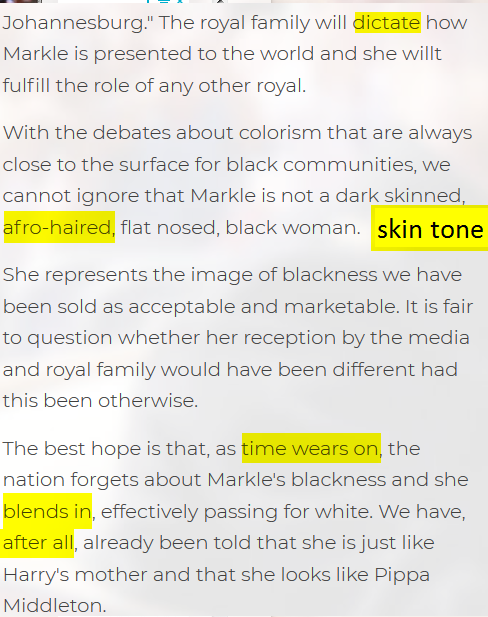 Johannesburg." The royal family will dictate how
Markle is presented to the world and she willt
fulfill the role of any other royal.
With the debates about colorism that are always
close to the surface for black communities, we
cannot ignore that Markle is not a dark skinned,
afro-haired, flat nosed, black woman.
skin tone
She represents the image of blackness we have
been sold as acceptable and marketable. It is fair
to question whether her reception by the media
and royal family would have been different had
this been otherwise.
The best hope is that, as time wears on, the
nation forgets about Markle's blackness and she
blends in, effectively passing for white. We have,
after all, already been told that she is just like
Harry's mother and that she looks like Pippa
Middleton.